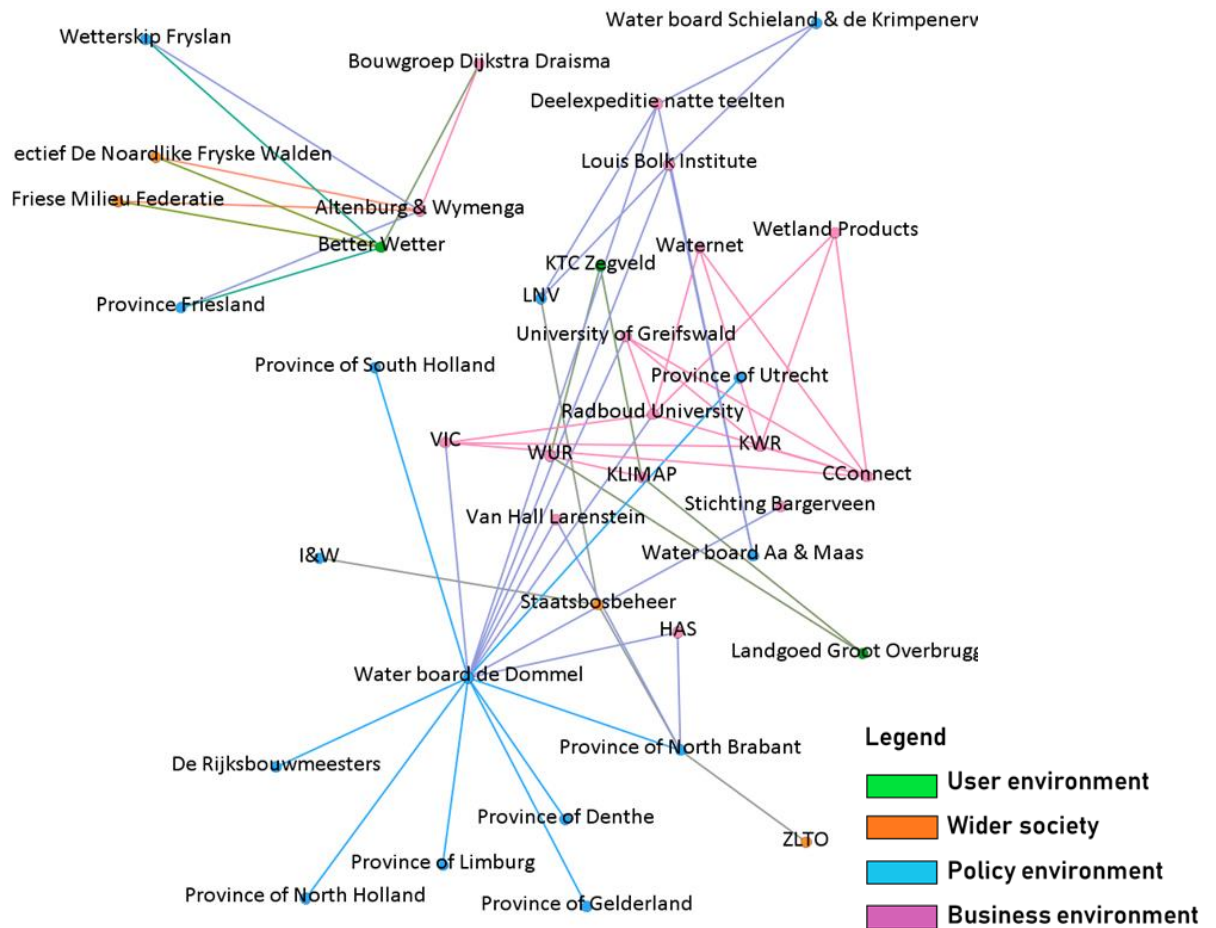 Water board Schieland & de Krimpenerv
Wetterskip Fryslan
Bouwgroep Dijkstra Draisma
Deelexpeditie natte teelten
ectief De Noardlike Fryske Walden
Louis Bolk Institute
Friese Milieu Federatie
Altenburg & Wymenga
Wetland Products
Better Wetter
Waternet
KTC Zegveld
LNV
Province Friesland
University of Greifswald
Province of South Holland
Province of Utrecht
Radboud University
VIC
KWR
WUR
KLIMAP
CConnect
Stichting Bargerveen
Van Hall Larenstein
I&W
Water board Aa & Maas
Staatsbosbeheer
HAS
Landgoed Groot Overbrugg
Water board de Dommel
Province of North Brabant
Legend
De Rijksbouwmeesters
User environment
Province of Denthe
Wider society
ZLTO
Province of Limburg
Policy environment
Province of North Holland
Province of Gelderland
Business environment